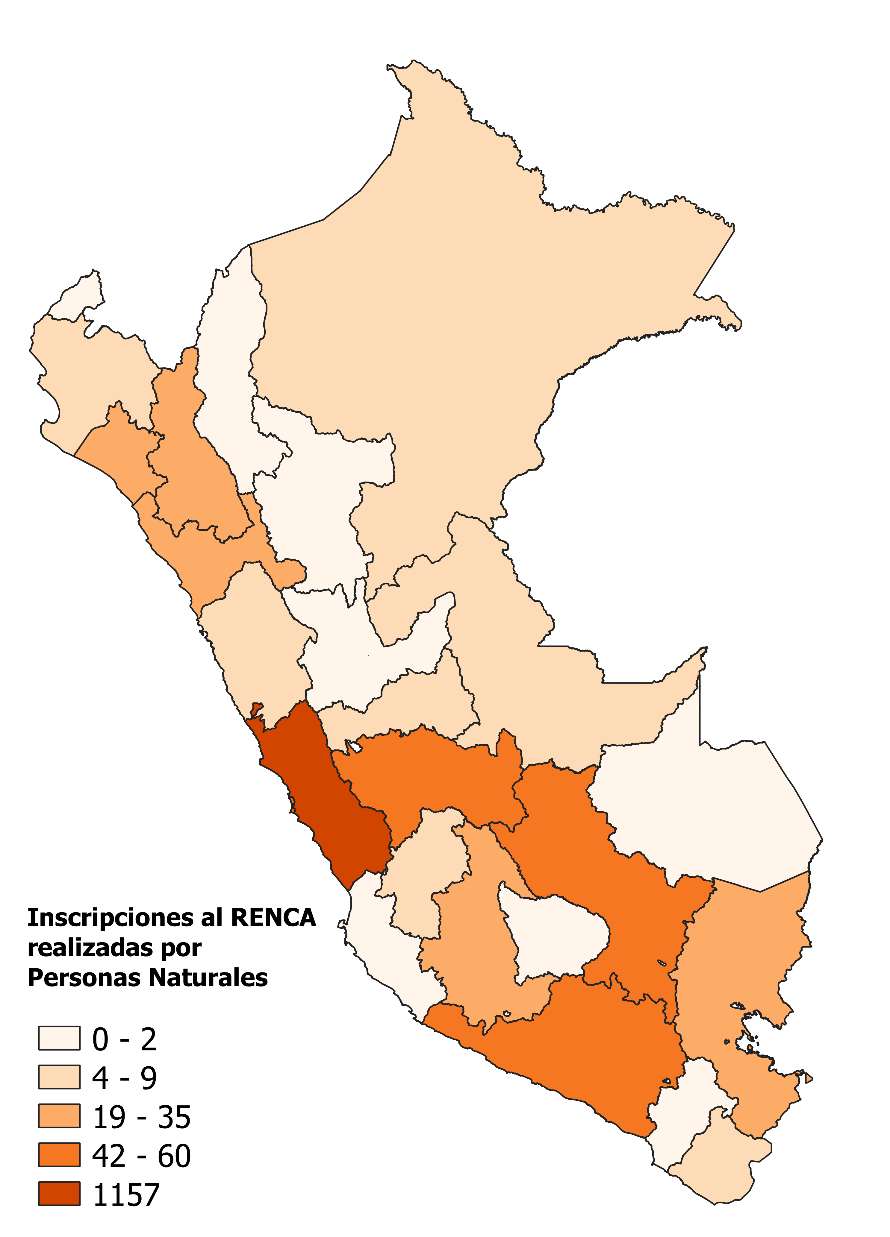 Inscripciones al RENCA
realizadas por
Personas Naturales
0 - 2
4 - 9
19 - 35
42 - 60
1157